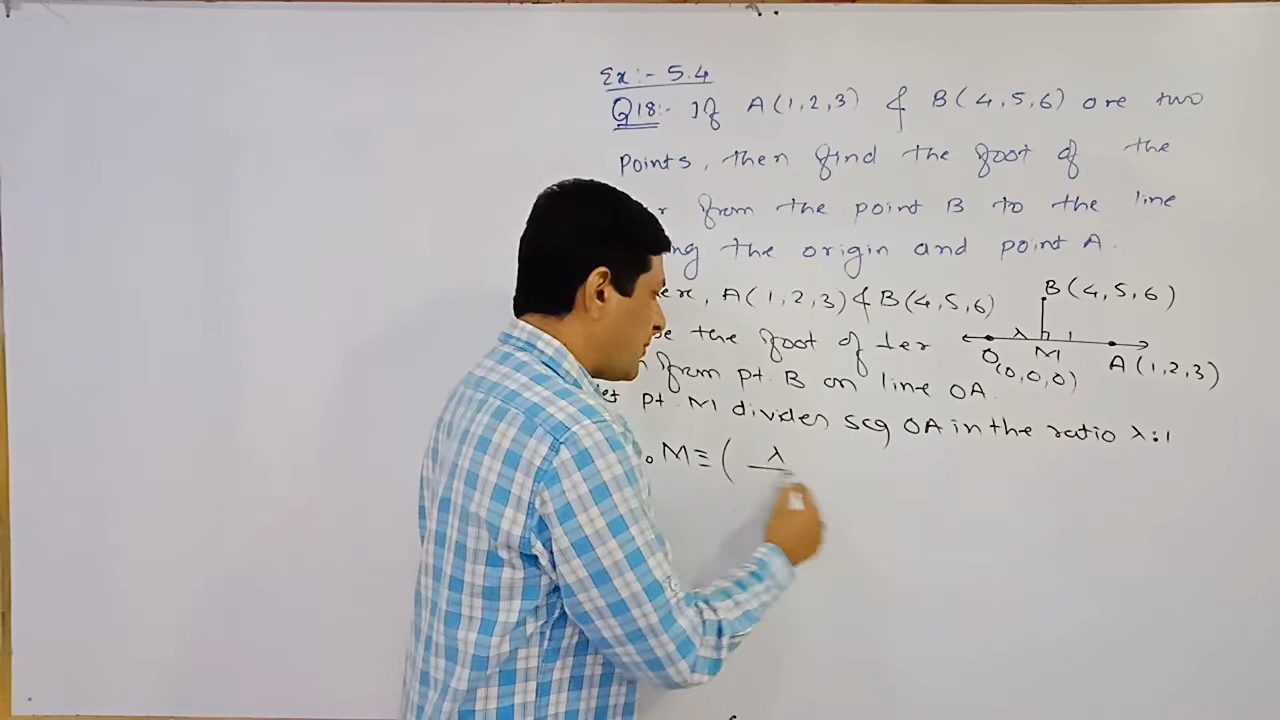 Ex:- 5.4
Q18:- If A(1,2,3) & B(4,5,6) are two
points, then find the foot of the
from the point B to the line
the origin and point A.
A(1,2,3) & B(4,5,6)
B(4,5,6)
the foot of ⊥er
λ 1
O M A(1,2,3)
(0,0,0)
from pt. B on line OA.
pt. M divides seg OA in the ratio λ:1
M ≡ ( λ